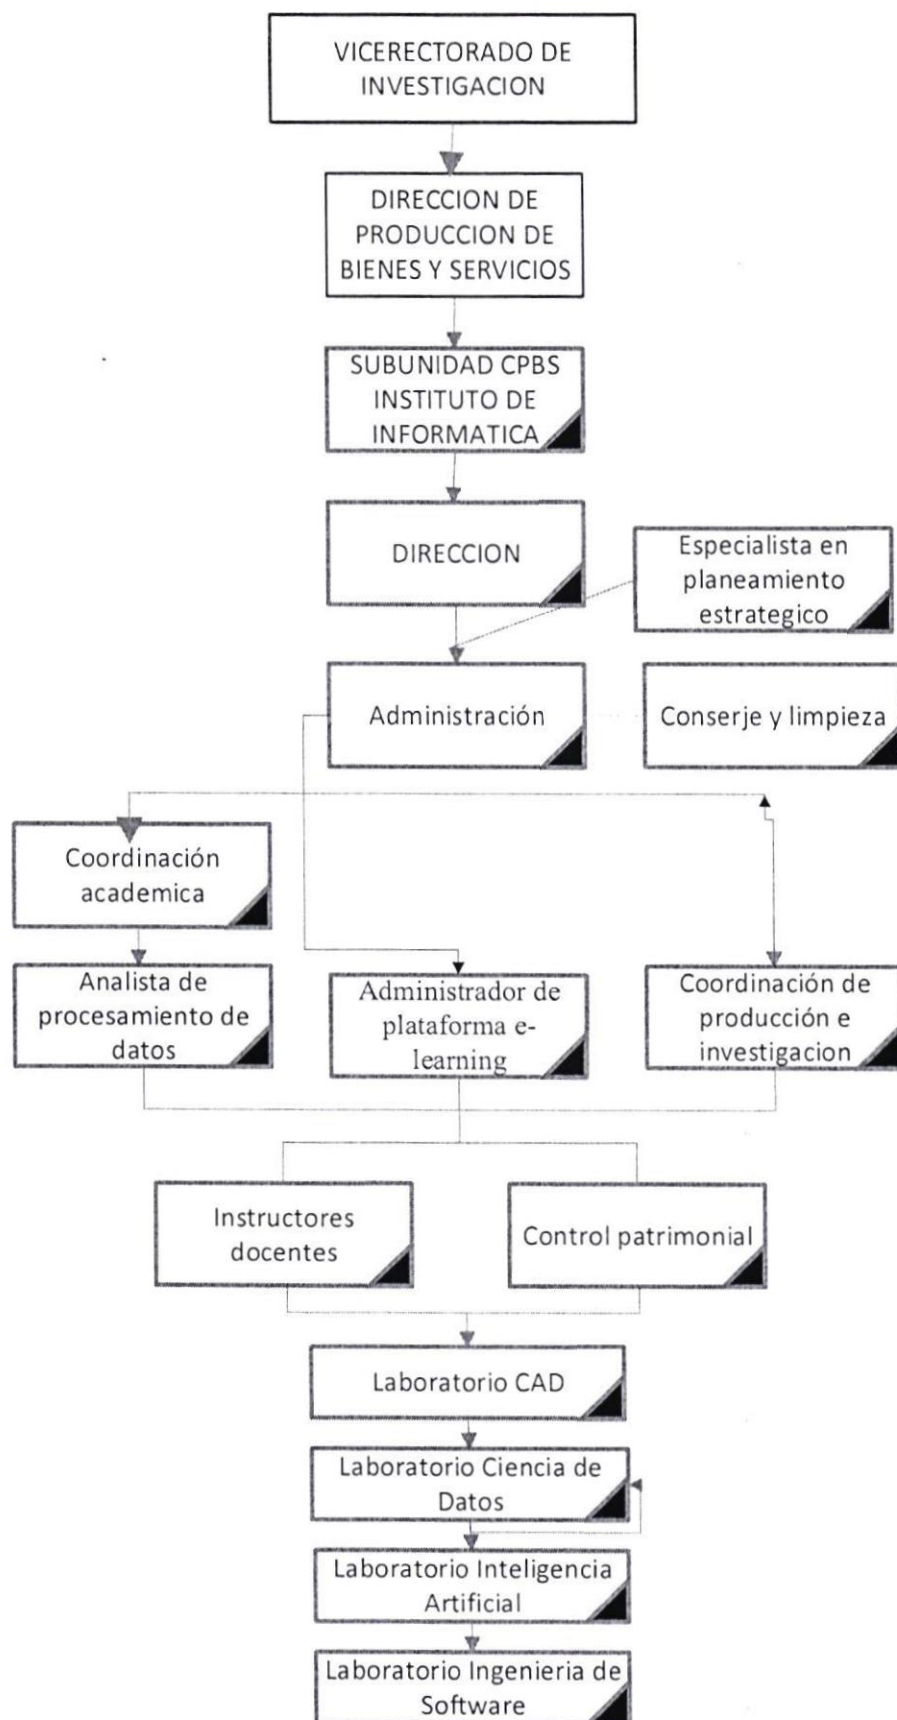 VICERECTORADO DE
INVESTIGACION
DIRECCION DE
PRODUCCION DE
BIENES Y SERVICIOS
SUBUNIDAD CPBS
INSTITUTO DE
INFORMATICA
DIRECCION
Especialista en
planeamiento
estrategico
Administración
Conserje y limpieza
Coordinación
academica
Analista de
procesamiento de
datos
Administrador de
plataforma e-
learning
Coordinación de
producción e
investigacion
Instructores
docentes
Control patrimonial
Laboratorio CAD
Laboratorio Ciencia de
Datos
Laboratorio Inteligencia
Artificial
Laboratorio Ingenieria de
Software